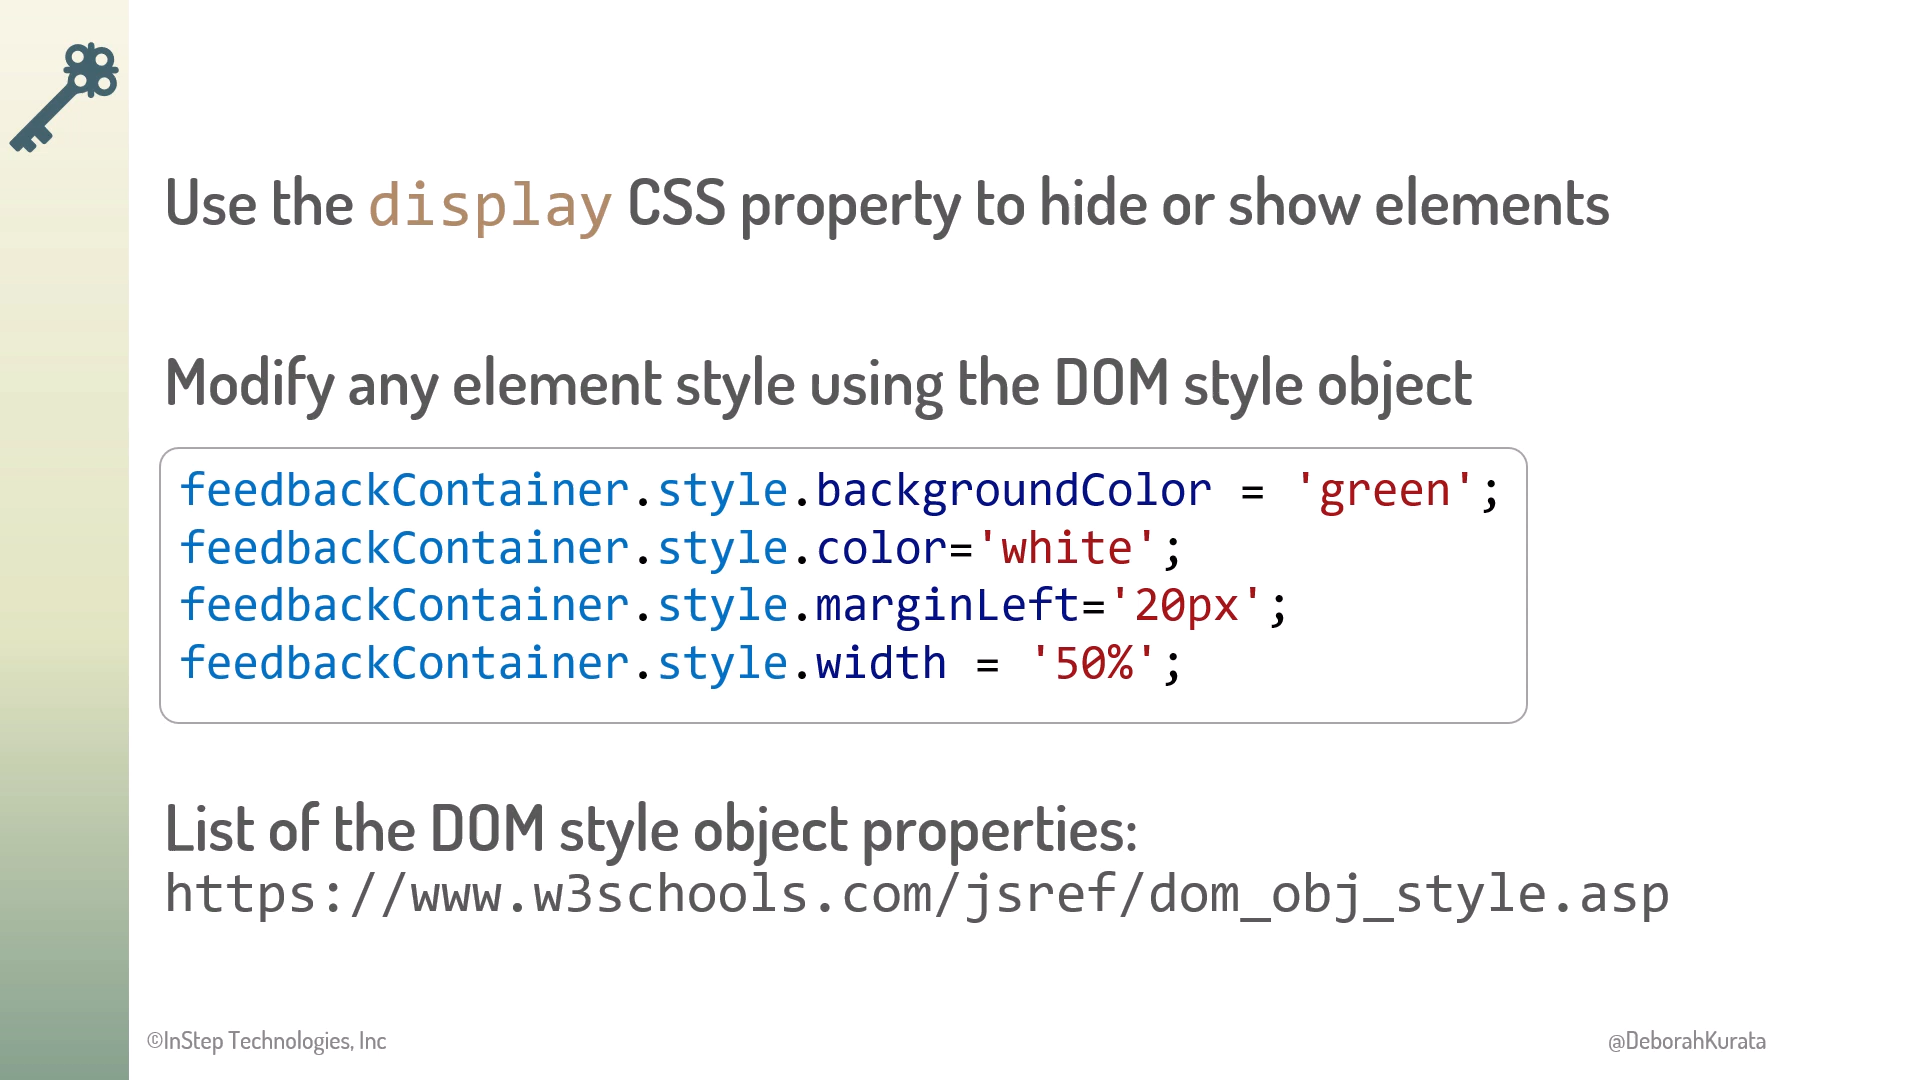 Use the display CSS property to hide or show elements
Modify any element style using the DOM style object
feedbackContainer.style.backgroundColor = 'green';
feedbackContainer.style.color='white';
feedbackContainer.style.marginLeft='20px';
feedbackContainer.style.width = '50%';
List of the DOM style object properties:
https://www.w3schools.com/jsref/dom_obj_style.asp
©InStep Technologies, Inc
@DeborahKurata